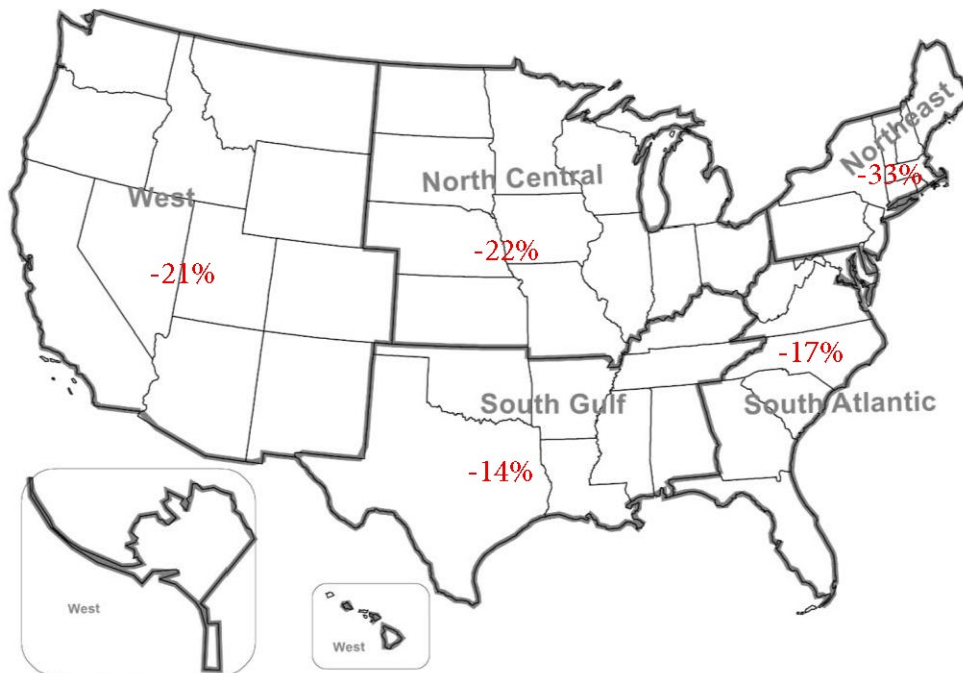 Northeast
-33%
North Central
West
-22%
-21%
-17%
South Gulf
South Atlantic
-14%
West
West